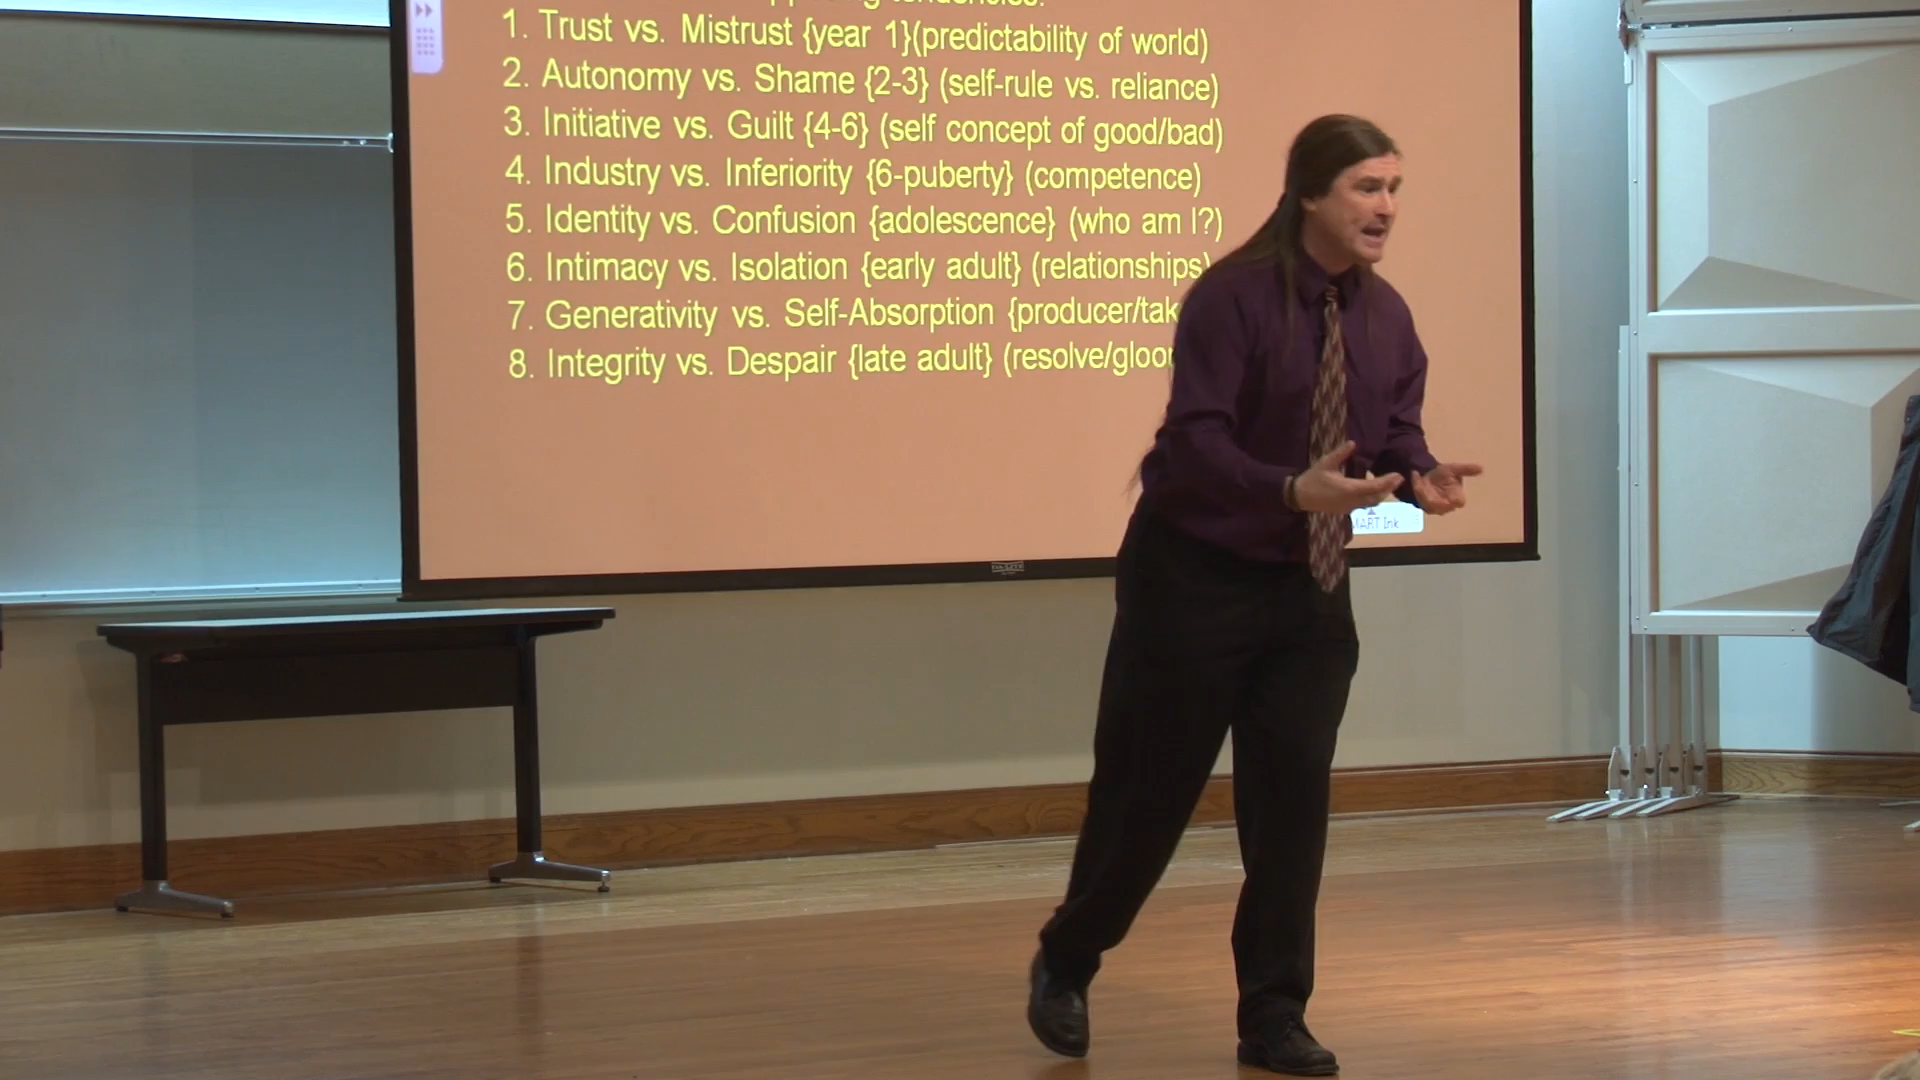 tendencies:
1. Trust vs. Mistrust {year 1}(predictability of world)
2. Autonomy vs. Shame {2-3} (self-rule vs. reliance)
3. Initiative vs. Guilt {4-6} (self concept of good/bad)
4. Industry vs. Inferiority {6-puberty} (competence)
5. Identity vs. Confusion {adolescence} (who am I?)
6. Intimacy vs. Isolation {early adult} (relationships)
7. Generativity vs. Self-Absorption {producer/tak
8. Integrity vs. Despair {late adult} (resolve/gloo
MART Ink